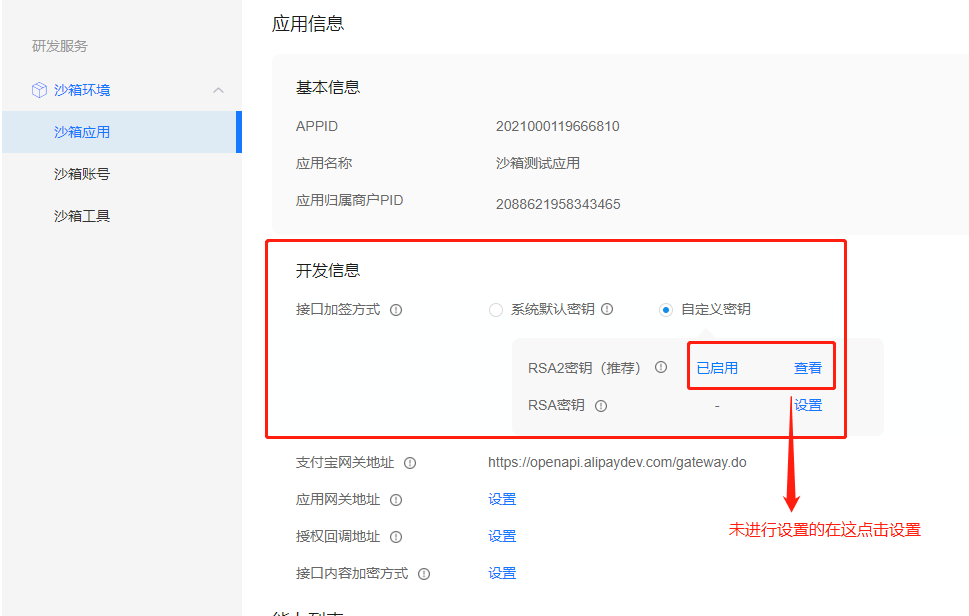 研发服务
沙箱环境
沙箱应用
沙箱账号
沙箱工具
应用信息
基本信息
APPID 2021000119666810
应用名称 沙箱测试应用
应用归属商户PID 2088621958343465
开发信息
接口加签方式 系统默认密钥 自定义密钥
RSA2密钥（推荐） 已启用 查看
RSA密钥 - 设置
支付宝网关地址 https://openapi.alipaydev.com/gateway.do
应用网关地址 设置
授权回调地址 设置
未进行设置的在这点击设置
接口内容加密方式 设置